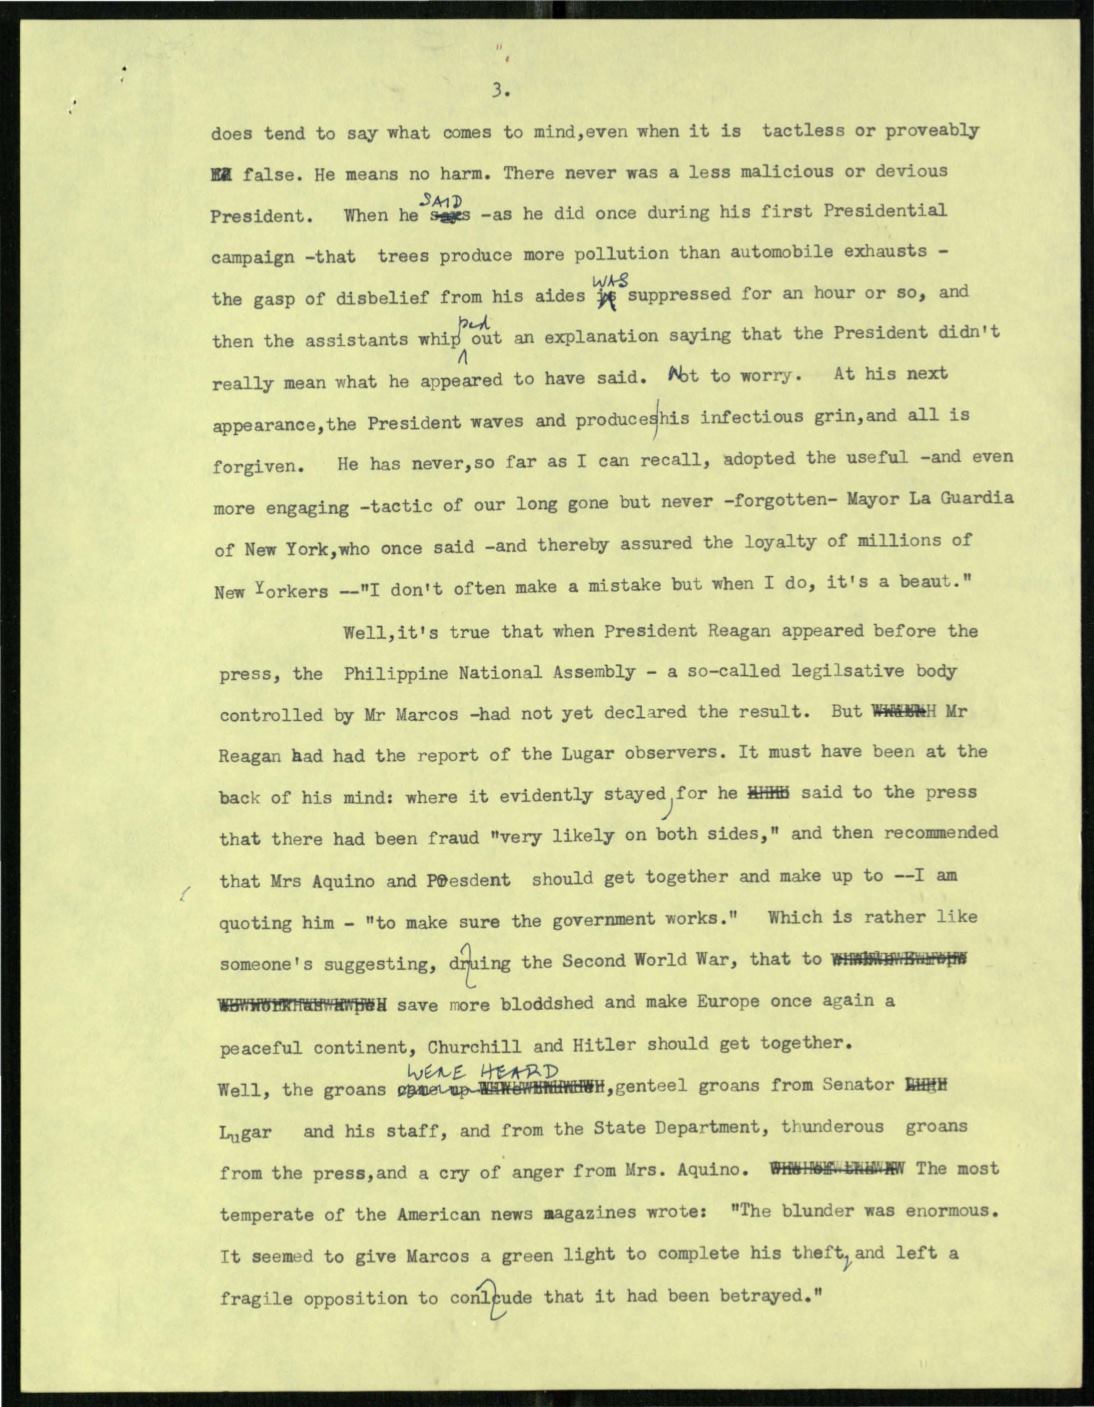 3.
does tend to say what comes to mind,even when it is tactless or proveably
false. He means no harm. There never was a less malicious or devious
President. When he SAID -as he did once during his first Presidential
campaign -that trees produce more pollution than automobile exhausts -
the gasp of disbelief from his aides WAS suppressed for an hour or so, and
then the assistants whipped out an explanation saying that the President didn't
really mean what he appeared to have said. Not to worry. At his next
appearance,the President waves and produces his infectious grin,and all is
forgiven. He has never,so far as I can recall, adopted the useful -and even
more engaging -tactic of our long gone but never -forgotten- Mayor La Guardia
of New York,who once said -and thereby assured the loyalty of millions of
New Yorkers --"I don't often make a mistake but when I do, it's a beaut."
Well,it's true that when President Reagan appeared before the
press, the Philippine National Assembly - a so-called legilsative body
controlled by Mr Marcos -had not yet declared the result. But Mr
Reagan had had the report of the Lugar observers. It must have been at the
back of his mind: where it evidently stayed,for he said to the press
that there had been fraud "very likely on both sides," and then recommended
that Mrs Aquino and Presdent should get together and make up to --I am
quoting him - "to make sure the government works." Which is rather like
someone's suggesting, druing the Second World War, that to
save more bloddshed and make Europe once again a
peaceful continent, Churchill and Hitler should get together.
Well, the groans WERE HEARD,genteel groans from Senator
Lugar and his staff, and from the State Department, thunderous groans
from the press,and a cry of anger from Mrs. Aquino. The most
temperate of the American news magazines wrote: "The blunder was enormous.
It seemed to give Marcos a green light to complete his theft,and left a
fragile opposition to conlcude that it had been betrayed."